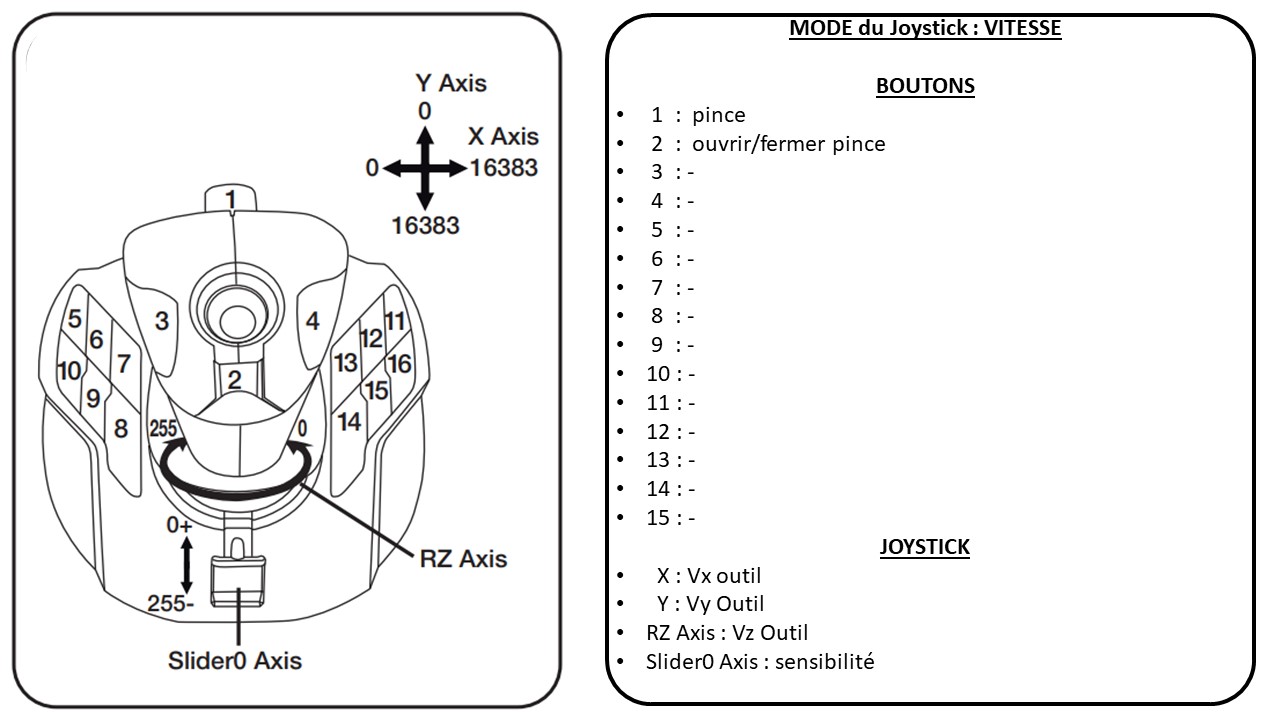 Y Axis
0
X Axis
0
16383
16383
1
3
4
2
5
6
7
10
9
8
11
12
13
16
15
14
255
0
0+
255-
RZ Axis
Slider0 Axis
MODE du Joystick : VITESSE
BOUTONS
• 1 : pince
• 2 : ouvrir/fermer pince
• 3 : -
• 4 : -
• 5 : -
• 6 : -
• 7 : -
• 8 : -
• 9 : -
• 10 : -
• 11 : -
• 12 : -
• 13 : -
• 14 : -
• 15 : -
JOYSTICK
• X : Vx outil
• Y : Vy Outil
• RZ Axis : Vz Outil
• Slider0 Axis : sensibilité